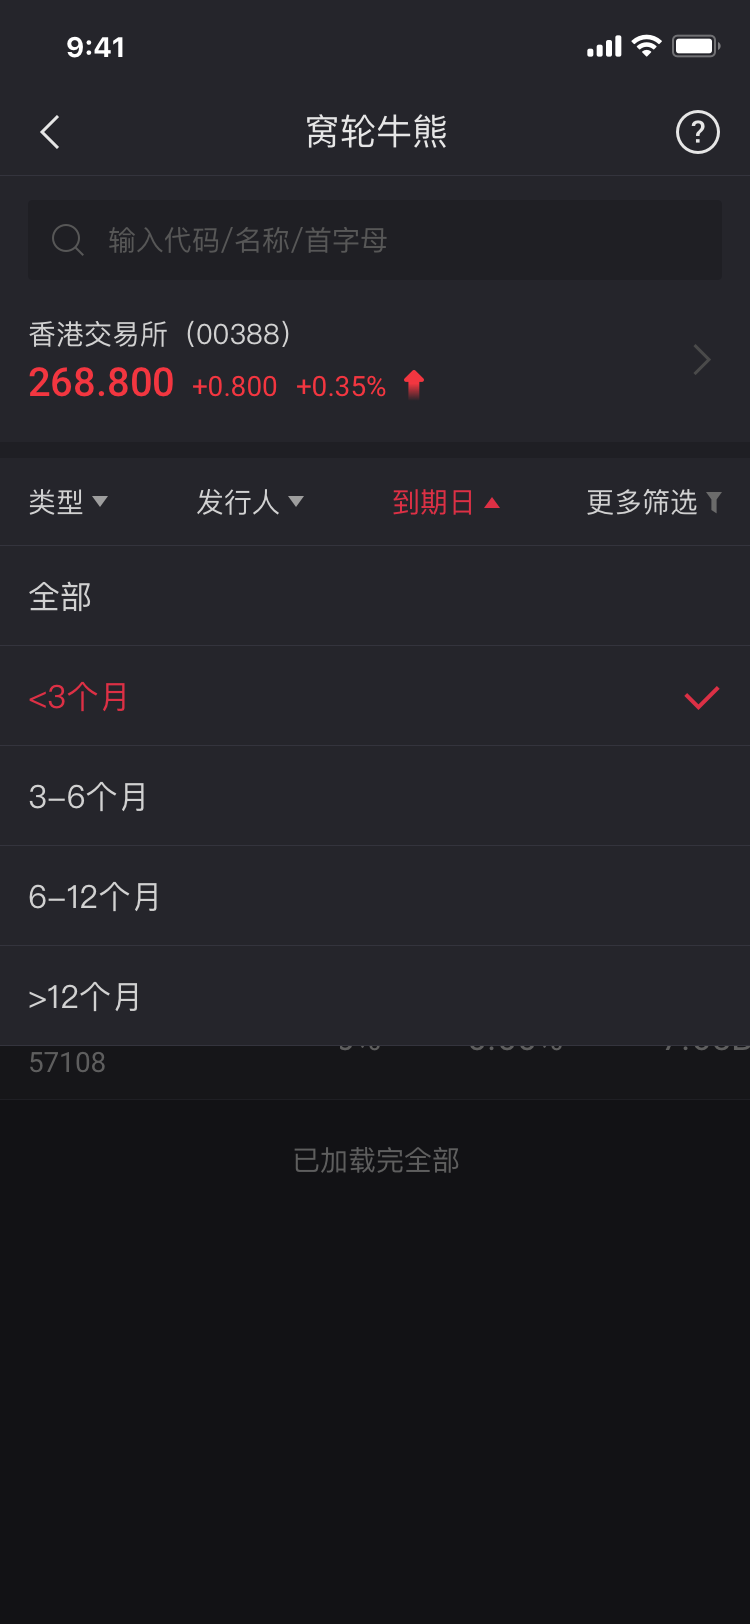 9:41
窝轮牛熊
?
输入代码/名称/首字母
香港交易所（00388）
268.800 +0.800 +0.35%
类型 发行人 到期日 更多筛选
全部
<3个月
3–6个月
6–12个月
>12个月
57108
已加载完全部